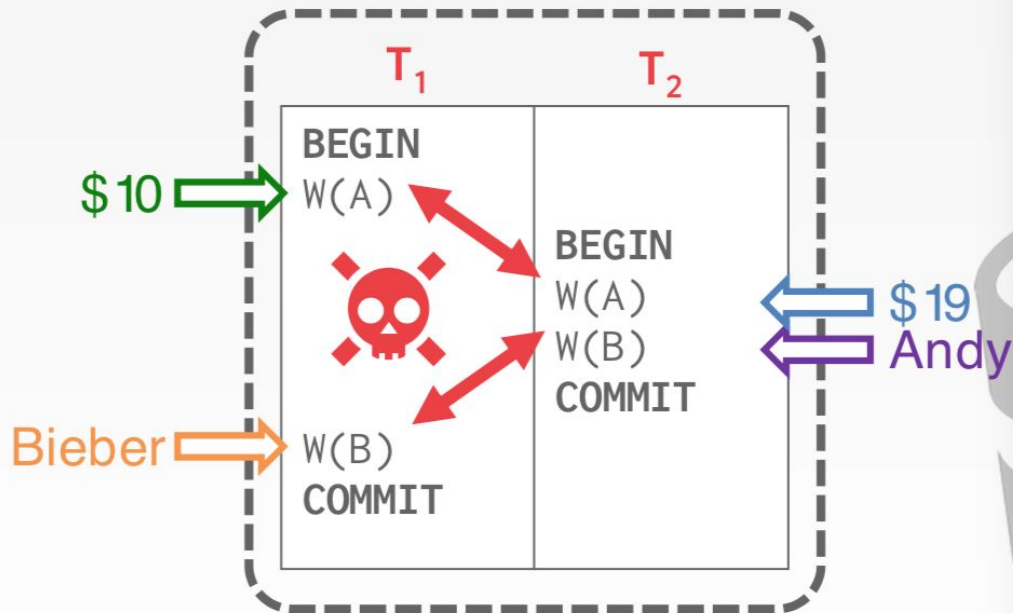 T₁
T₂
BEGIN
$10
W(A)
BEGIN
W(A)
$19
W(B)
Andy
COMMIT
Bieber
W(B)
COMMIT